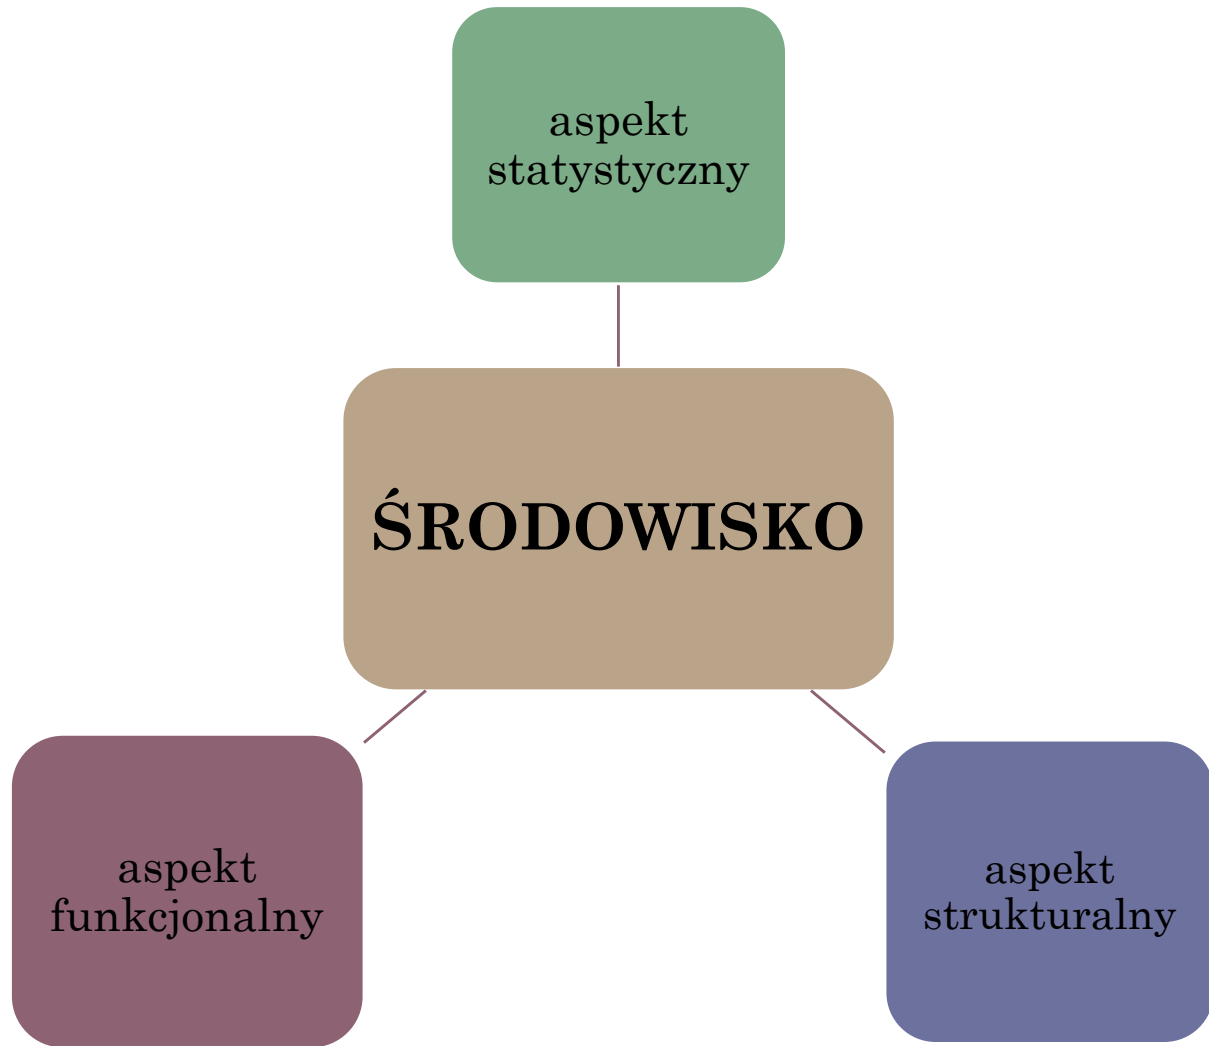 aspekt
statystyczny
ŚRODOWISKO
aspekt
funkcjonalny
aspekt
strukturalny